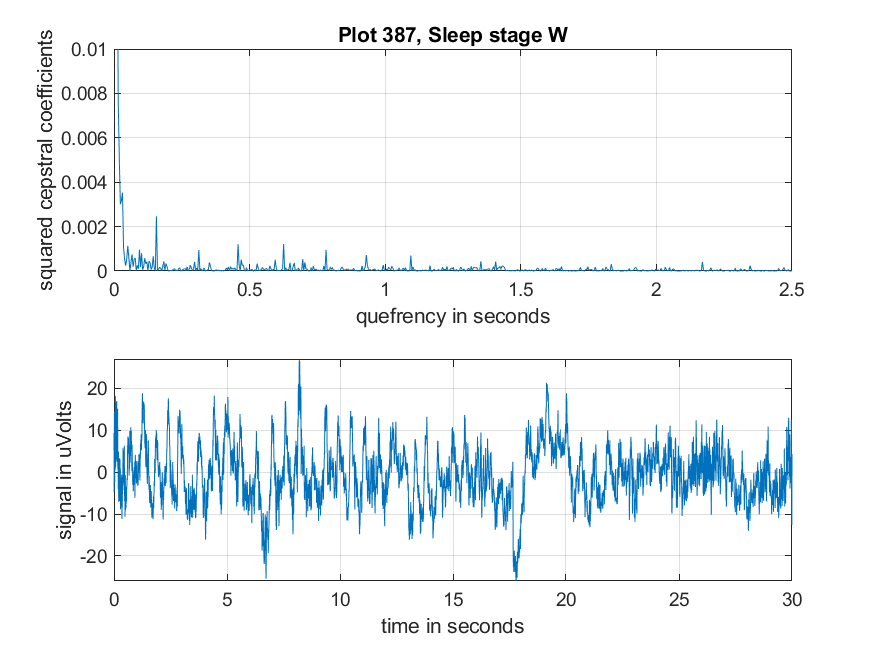 Plot 387, Sleep stage W
squared cepstral coefficients
0.01
0.008
0.006
0.004
0.002
0
0 0.5 1 1.5 2 2.5
quefrency in seconds
signal in uVolts
20
10
0
-10
-20
0 5 10 15 20 25 30
time in seconds